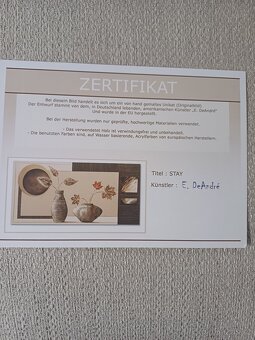 ZERTIFIKAT
Bei diesem Bild handelt es sich um ein von hand gemaltes Unikat (Originalbild)
Der Entwurf stammt von dem, in Deutschland lebenden, amerikanischen Künstler „E. DeAndré"
Und wurde in der EU hergestellt.
Bei der Herstellung wurden nur geprüfte, hochwertige Materialien verwendet.
- Das verwendetet Holz ist verwindungsfrei und unbehandelt.
- Die benutzten Farben sind, auf Wasser basierende, Acrylfarben von europäischen Herstellern.
Titel : STAY
Künstler : E. DeAndré